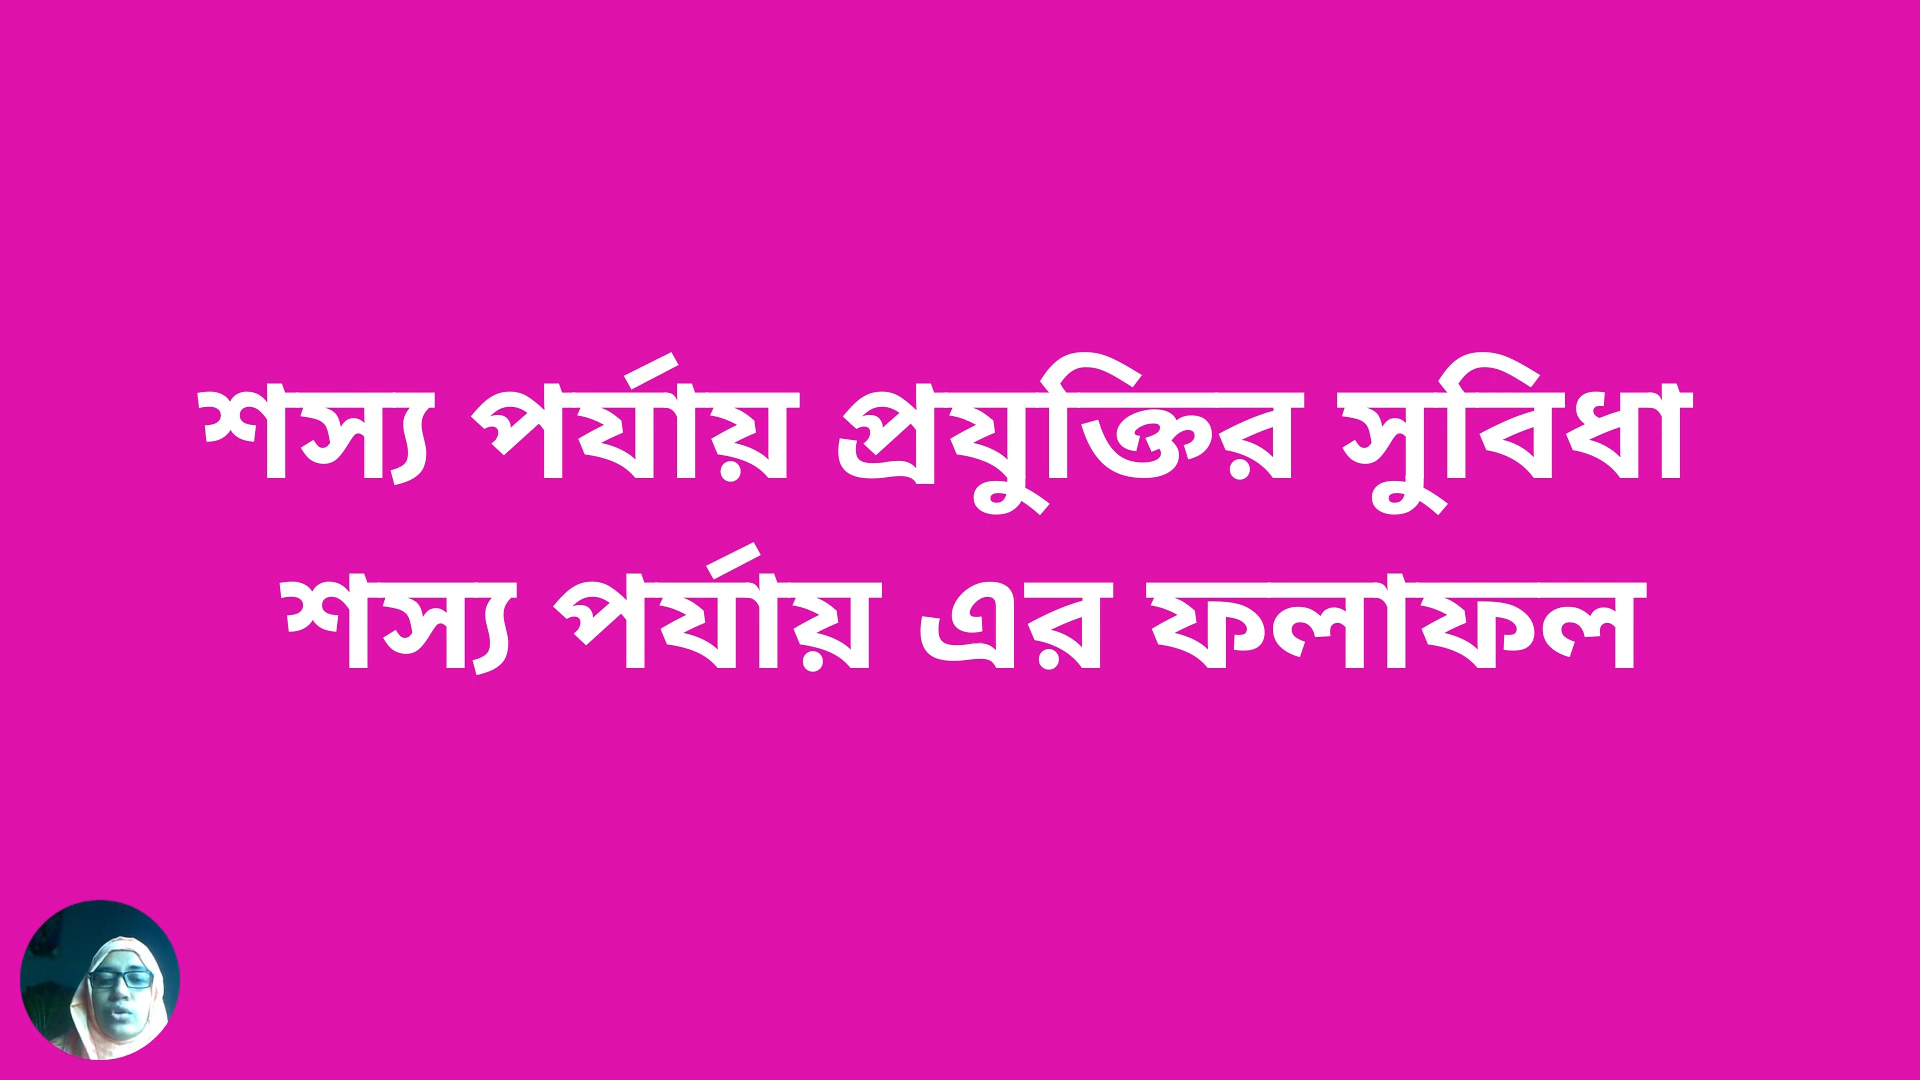 শস্য পর্যায় প্রযুক্তির সুবিধা
শস্য পর্যায় এর ফলাফল